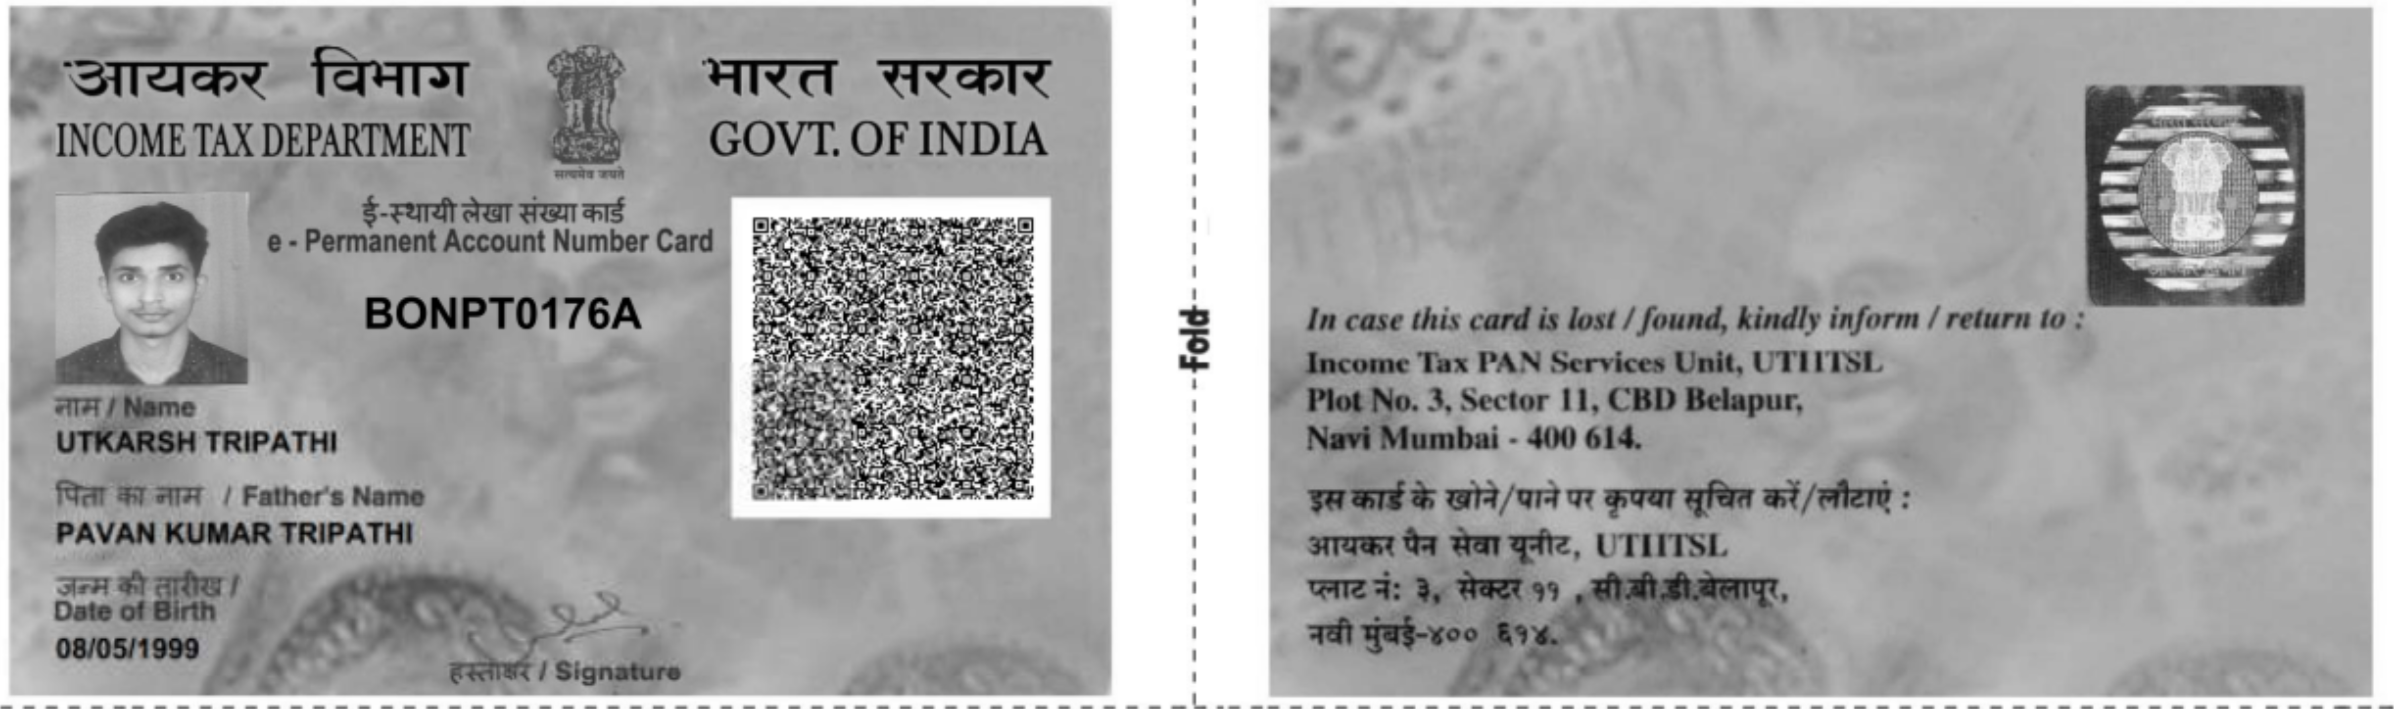 आयकर विभाग
INCOME TAX DEPARTMENT
सत्यमेव जयते
भारत सरकार
GOVT. OF INDIA
ई-स्थायी लेखा संख्या कार्ड
e - Permanent Account Number Card
BONPT0176A
नाम / Name
UTKARSH TRIPATHI
पिता का नाम / Father's Name
PAVAN KUMAR TRIPATHI
जन्म की तारीख /
Date of Birth
08/05/1999
हस्ताक्षर / Signature
Fold
भारत सरकार
आयकर विभाग
In case this card is lost / found, kindly inform / return to :
Income Tax PAN Services Unit, UTIITSL
Plot No. 3, Sector 11, CBD Belapur,
Navi Mumbai - 400 614.
इस कार्ड के खोने/पाने पर कृपया सूचित करें/लौटाएं :
आयकर पैन सेवा यूनीट, UTIITSL
प्लाट नं: ३, सेक्टर ११ , सी.बी.डी.बेलापूर,
नवी मुंबई-४०० ६१४.